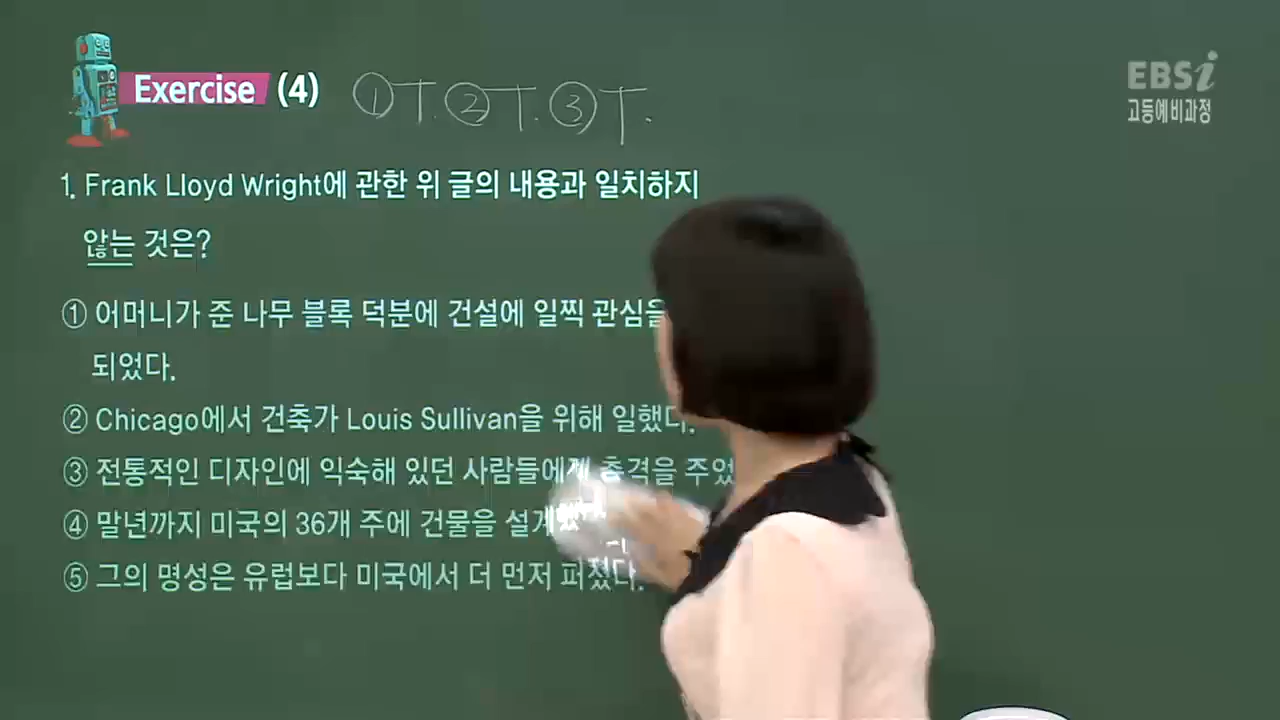 Exercise (4) ①T. ②T. ③T.
EBSi
고등예비과정
1. Frank Lloyd Wright에 관한 위 글의 내용과 일치하지
않는 것은?
① 어머니가 준 나무 블록 덕분에 건설에 일찍 관심을
되었다.
② Chicago에서 건축가 Louis Sullivan을 위해 일했다.
③ 전통적인 디자인에 익숙해 있던 사람들에게 충격을 주었
④ 말년까지 미국의 36개 주에 건물을
⑤ 그의 명성은 유럽보다 미국에서 더 먼저 퍼졌다.